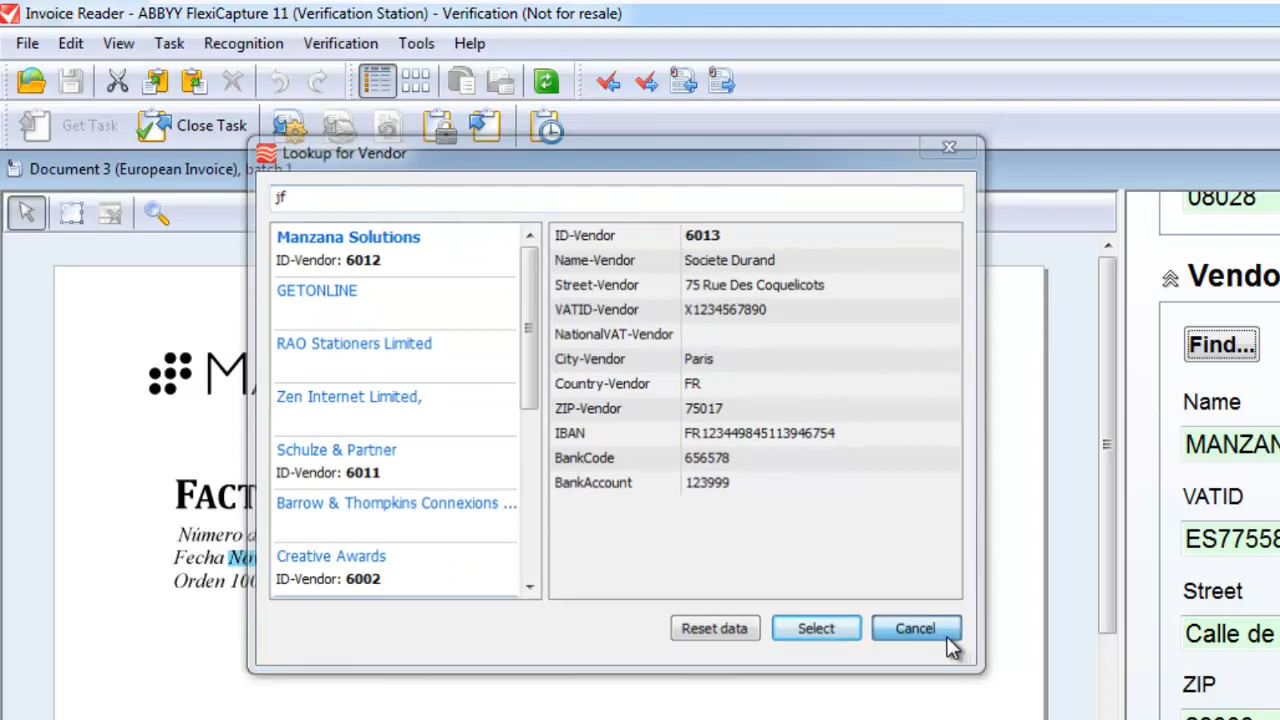 Invoice Reader - ABBYY FlexiCapture 11 (Verification Station) - Verification (Not for resale)
File Edit View Task Recognition Verification Tools Help
Get Task Close Task
Document 3 (European Invoice), batch 1
Lookup for Vendor
jf
Manzana Solutions
ID-Vendor: 6012
GETONLINE
RAO Stationers Limited
Zen Internet Limited,
Schulze & Partner
ID-Vendor: 6011
Barrow & Thompkins Connexions ...
Creative Awards
ID-Vendor: 6002
ID-Vendor 6013
Name-Vendor Societe Durand
Street-Vendor 75 Rue Des Coquelicots
VATID-Vendor X1234567890
NationalVAT-Vendor
City-Vendor Paris
Country-Vendor FR
ZIP-Vendor 75017
IBAN FR123449845113946754
BankCode 656578
BankAccount 123999
Reset data Select Cancel
FACT
Número
Fecha No
Orden 100
08028
Vendo
Find...
Name
MANZAN
VATID
ES77558
Street
Calle de
ZIP